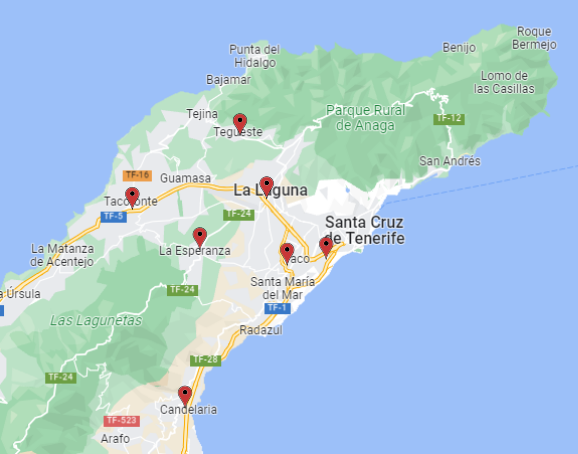 Roque
Bermejo
Benijo
Punta del
Hidalgo
Bajamar
Lomo de
las Casillas
Tejina
Parque Rural
de Anaga
TF-12
Tegueste
San Andrés
TF-16
Guamasa
La Laguna
Tacoronte
TF-5
TF-24
Santa Cruz
de Tenerife
La Matanza
de Acentejo
La Esperanza
Taco
Santa María
del Mar
a Úrsula
TF-24
TF-1
Las Lagunetas
Radazul
TF-28
TF-24
Candelaria
TF-523
Arafo